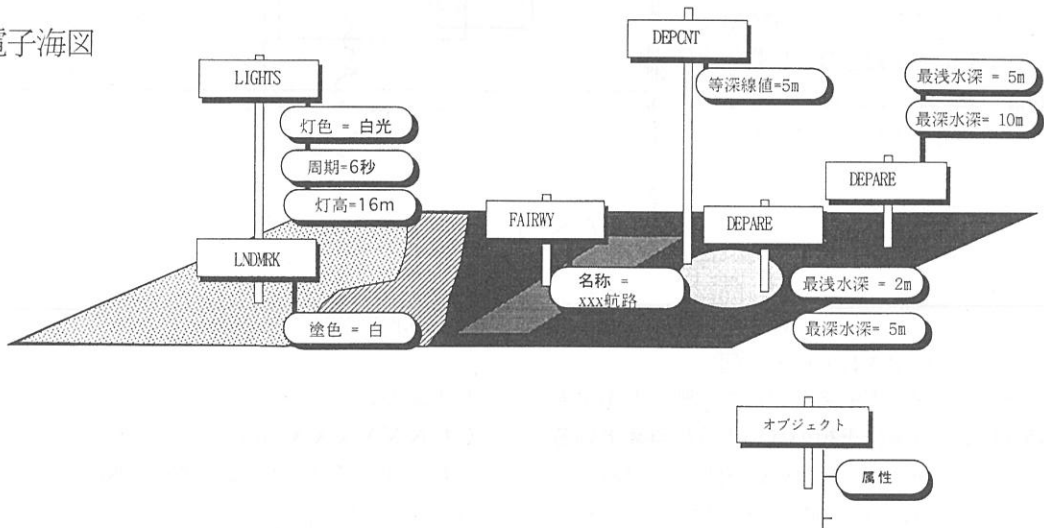 電子海図
LIGHTS
灯色 = 白光
周期=6秒
灯高=16m
LNDMRK
塗色 = 白
FAIRWY
名称 =
xxx航路
DEPCNT
等深線値=5m
DEPARE
最浅水深 = 2m
最深水深= 5m
DEPARE
最浅水深 = 5m
最深水深= 10m
オブジェクト
属性